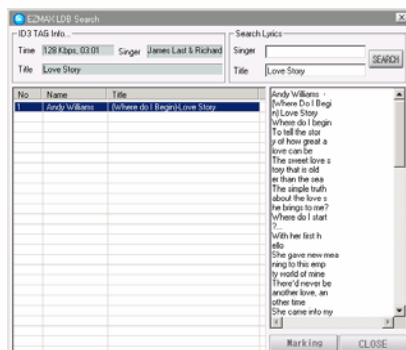 EZMAX LDB Search
ID3 TAG Info...
Time 128 Kbps, 03:01 Singer James Last & Richard
Title Love Story
Search Lyrics
Singer
Title Love Story
SEARCH
No Name Title
1 Andy Williams (Where do I Begin)-Love Story
Andy Williams -
(Where Do I Begi
n) Love Story
Where do I begin
To tell the stor
y of how great a
love can be
The sweet love s
tory that is old
er than the sea
The simple truth
about the love s
he brings to me?
Where do I start
?...
With her first h
ello
She gave new mea
ning to this emp
ty world of mine
There'd never be
another love, an
other time
She came into my
Marking CLOSE